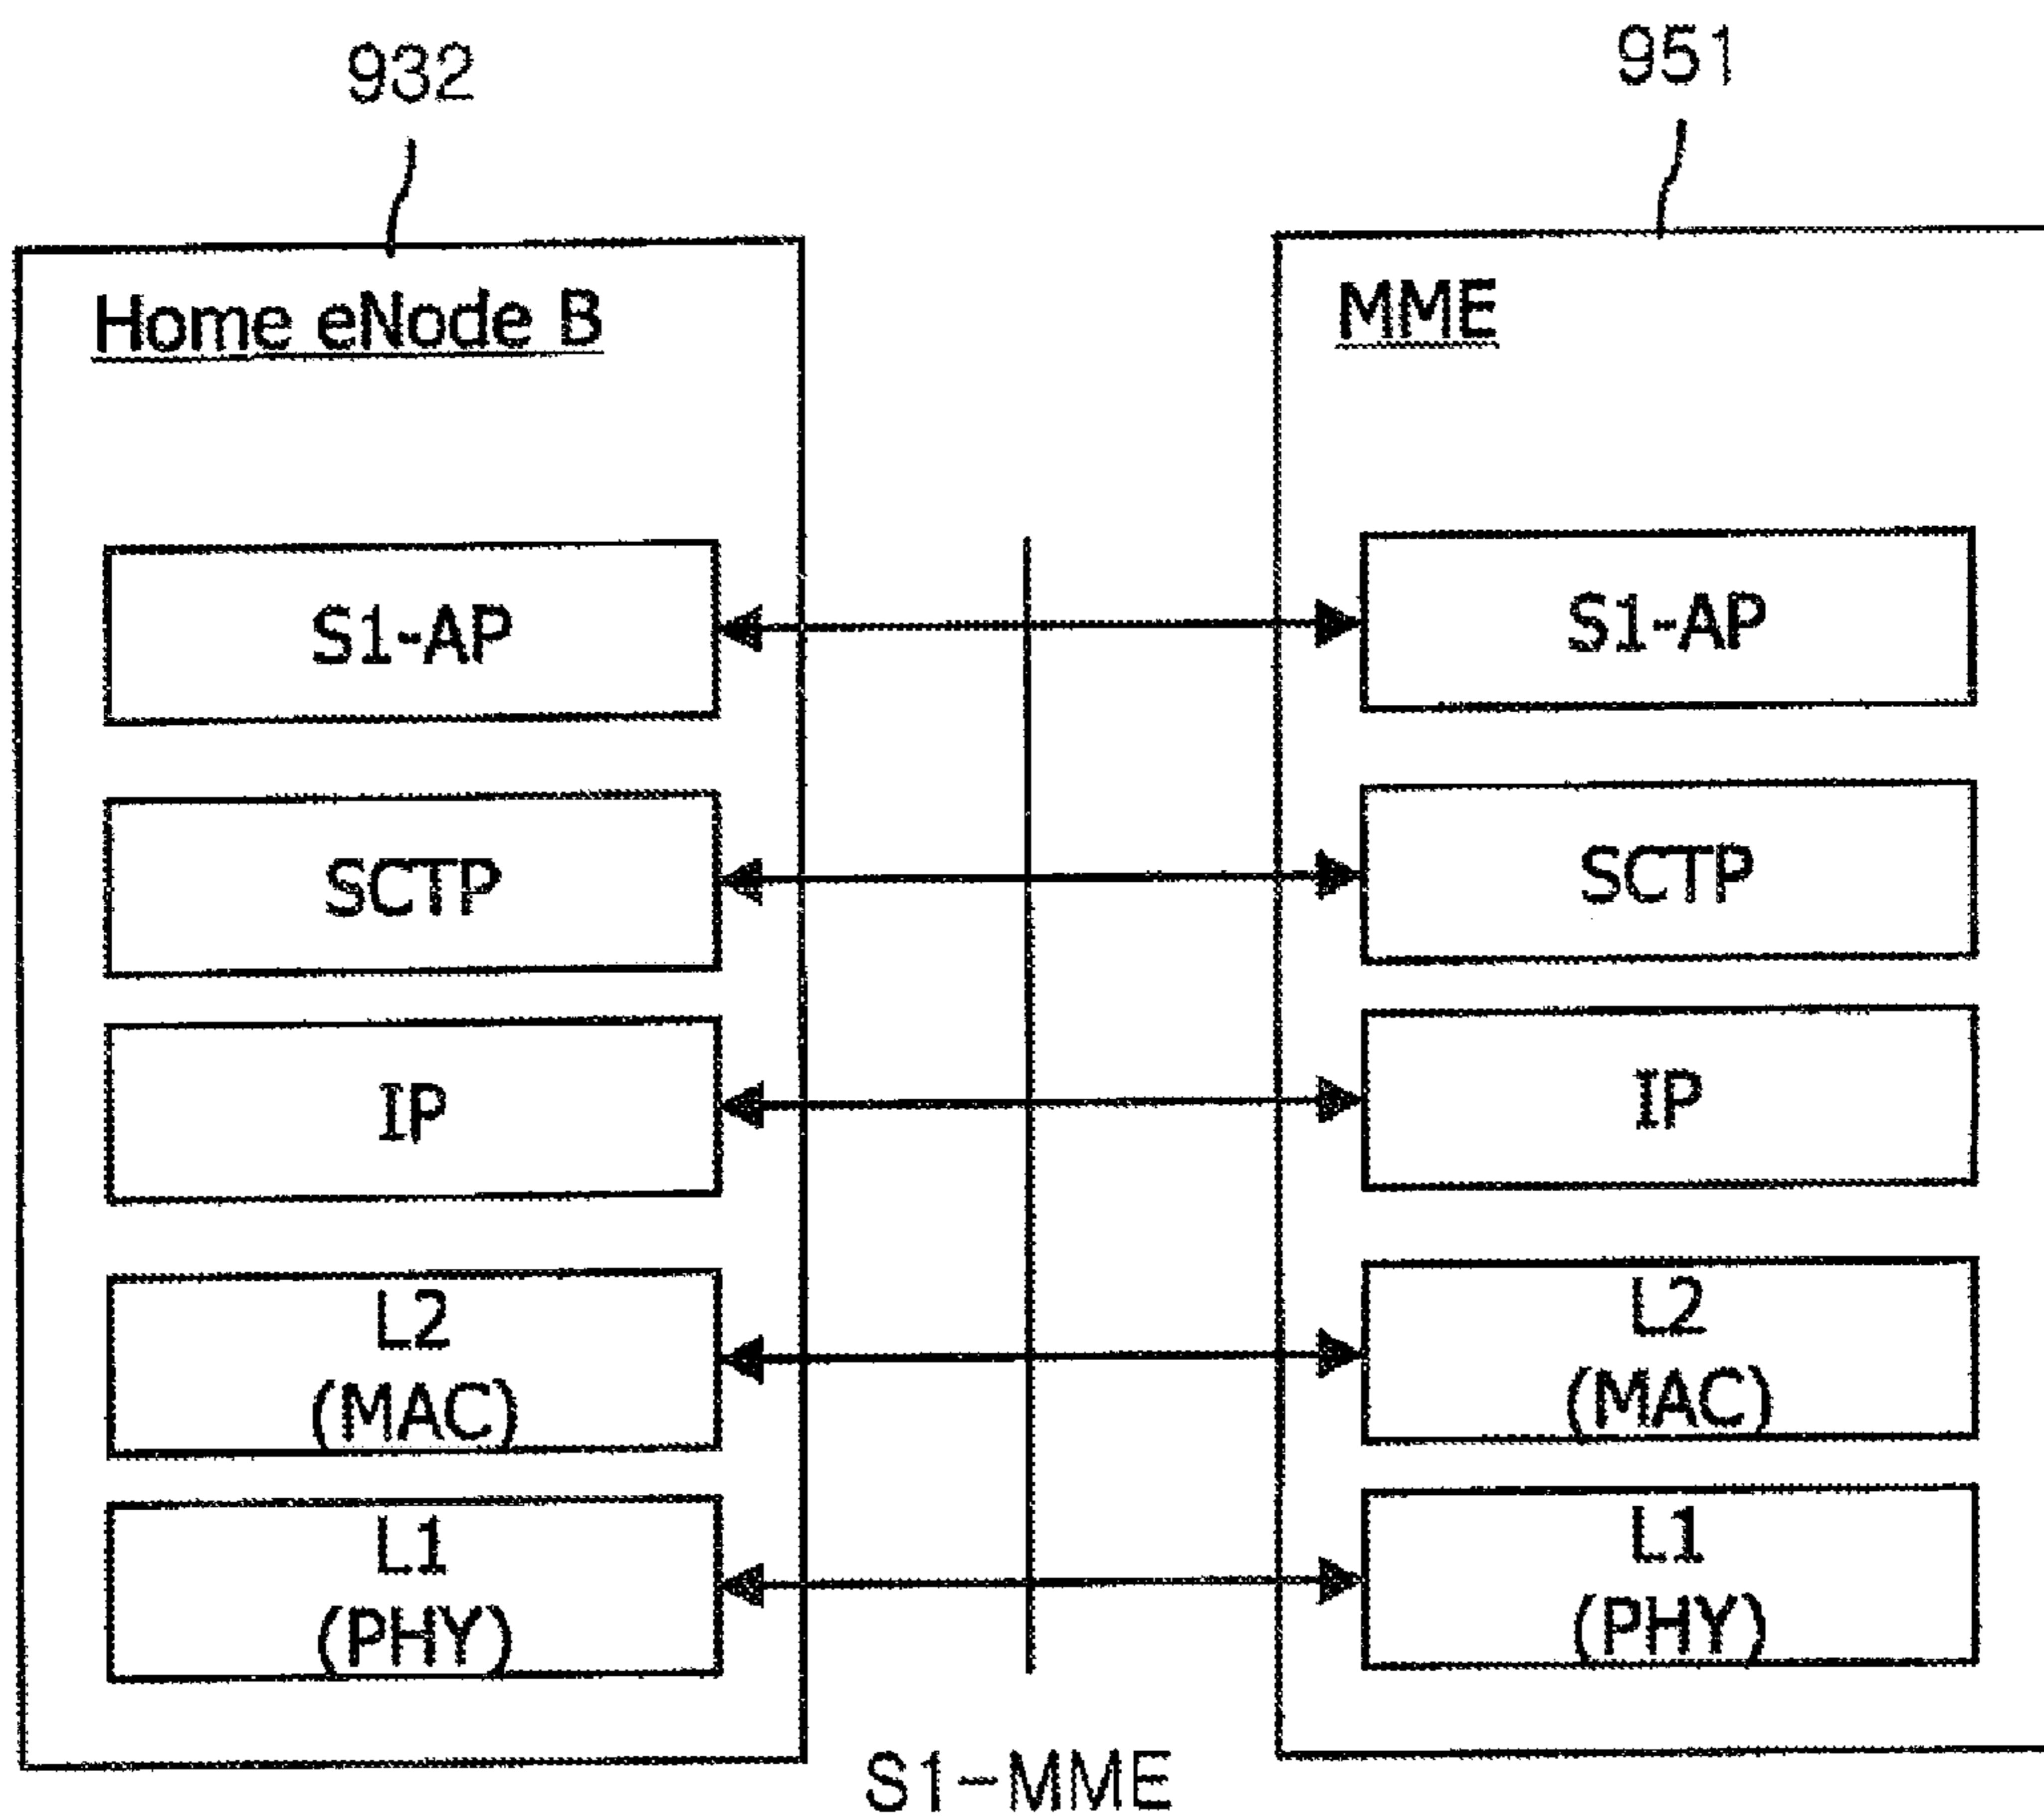 932
951
Home eNode B
MME
S1-AP
S1-AP
SCTP
SCTP
IP
IP
L2
(MAC)
L2
(MAC)
L1
(PHY)
L1
(PHY)
S1-MME